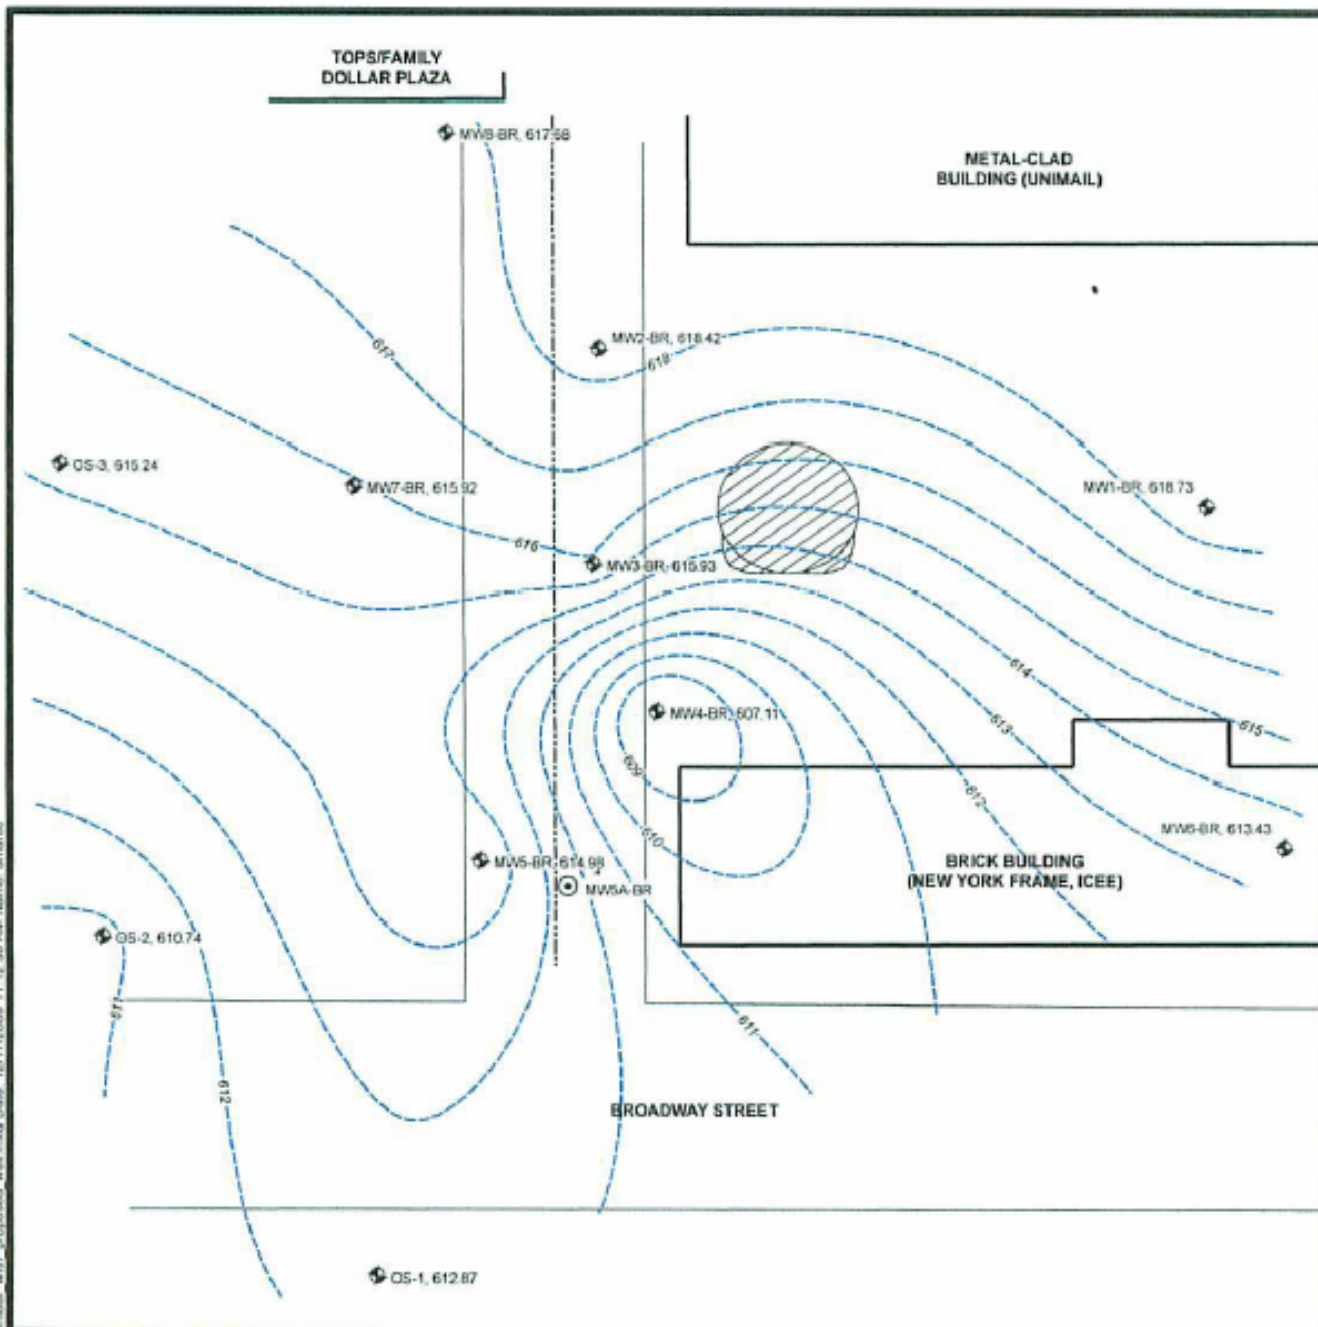 TOPS/FAMILY
DOLLAR PLAZA
MW8-BR, 617.68
METAL-CLAD
BUILDING (UNIMAIL)
617
MW2-BR, 618.42
618
OS-3, 615.24
MW7-BR, 615.92
MW1-BR, 618.73
616
MW3-BR, 615.93
614
MW4-BR, 607.11
613
615
609
612
610
MW6-BR, 613.43
MW5-BR, 614.98
MW5A-BR
BRICK BUILDING
(NEW YORK FRAME, ICEE)
OS-2, 610.74
611
611
612
BROADWAY STREET
OS-1, 612.87